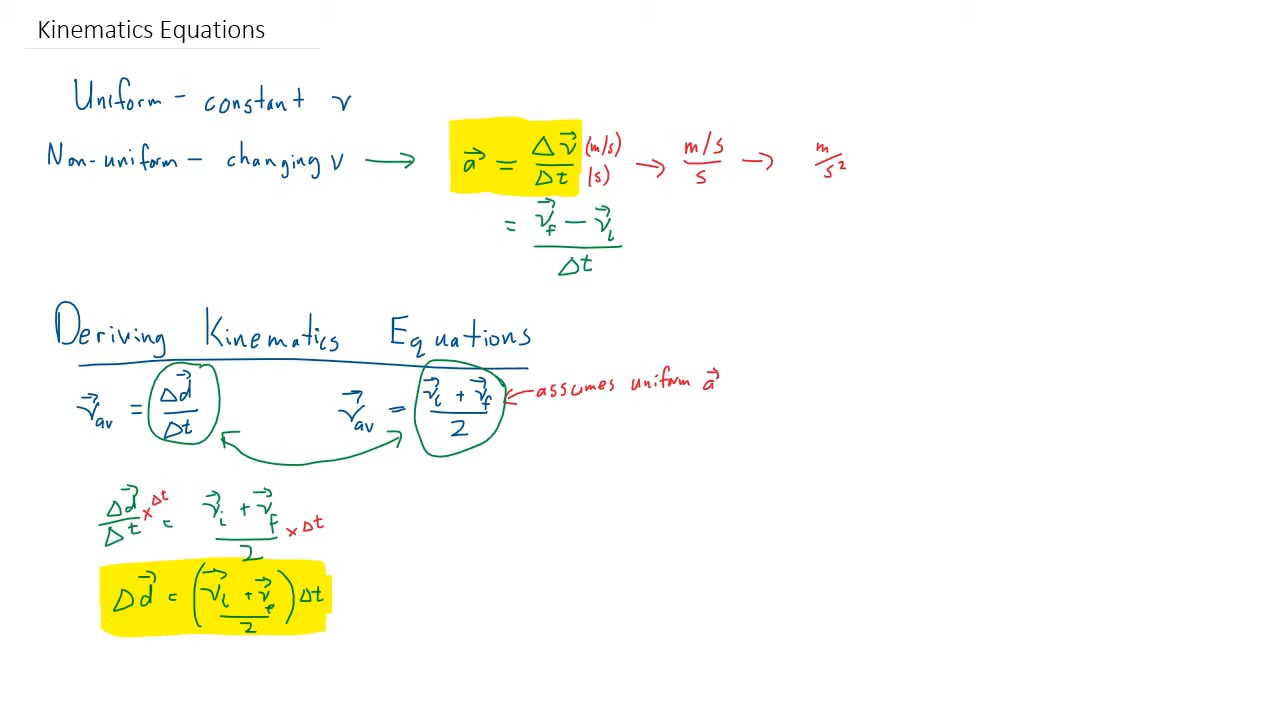 Kinematics Equations
Uniform - constant v
Non-uniform - changing v → a⃗ = Δv⃗/Δt (m/s)/(s) → m/s/s → m/s²
= (v⃗f - v⃗i)/Δt
Deriving Kinematics Equations
v⃗av = Δd⃗/Δt v⃗av = (v⃗i + v⃗f)/2 ← assumes uniform a⃗
Δd⃗/Δt × Δt = (v⃗i + v⃗f)/2 × Δt
Δd⃗ = ((v⃗i + v⃗f)/2) Δt